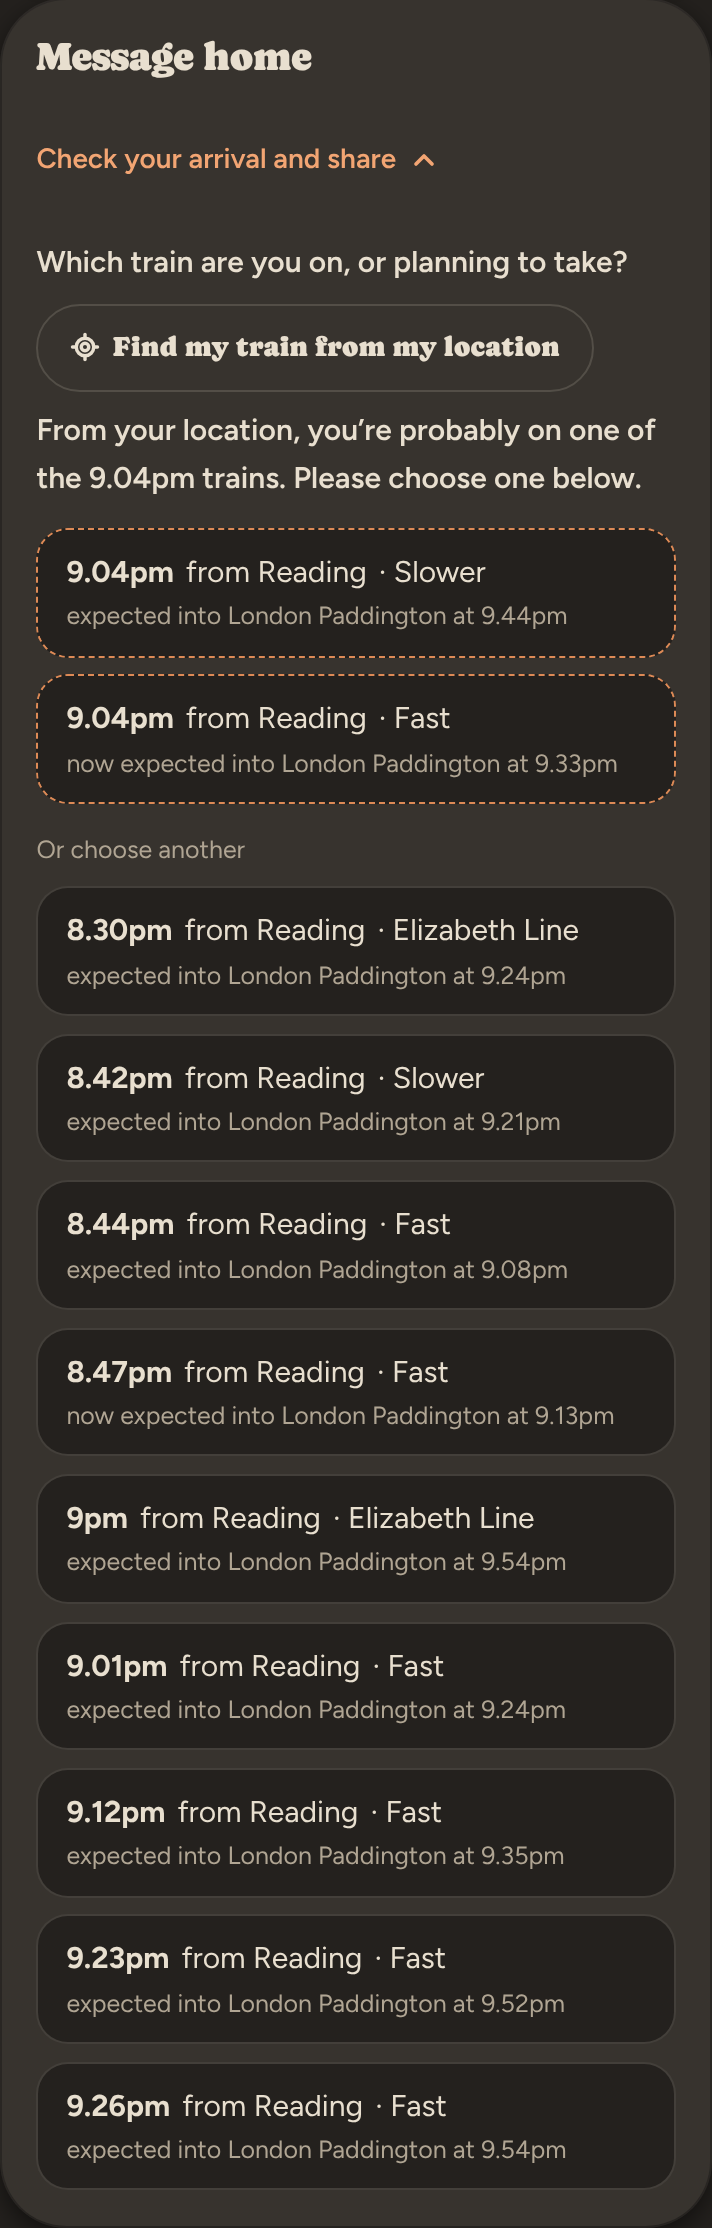 Message home
Check your arrival and share
Which train are you on, or planning to take?
Find my train from my location
From your location, you’re probably on one of
the 9.04pm trains. Please choose one below.
9.04pm from Reading · Slower
expected into London Paddington at 9.44pm
9.04pm from Reading · Fast
now expected into London Paddington at 9.33pm
Or choose another
8.30pm from Reading · Elizabeth Line
expected into London Paddington at 9.24pm
8.42pm from Reading · Slower
expected into London Paddington at 9.21pm
8.44pm from Reading · Fast
expected into London Paddington at 9.08pm
8.47pm from Reading · Fast
now expected into London Paddington at 9.13pm
9pm from Reading · Elizabeth Line
expected into London Paddington at 9.54pm
9.01pm from Reading · Fast
expected into London Paddington at 9.24pm
9.12pm from Reading · Fast
expected into London Paddington at 9.35pm
9.23pm from Reading · Fast
expected into London Paddington at 9.52pm
9.26pm from Reading · Fast
expected into London Paddington at 9.54pm